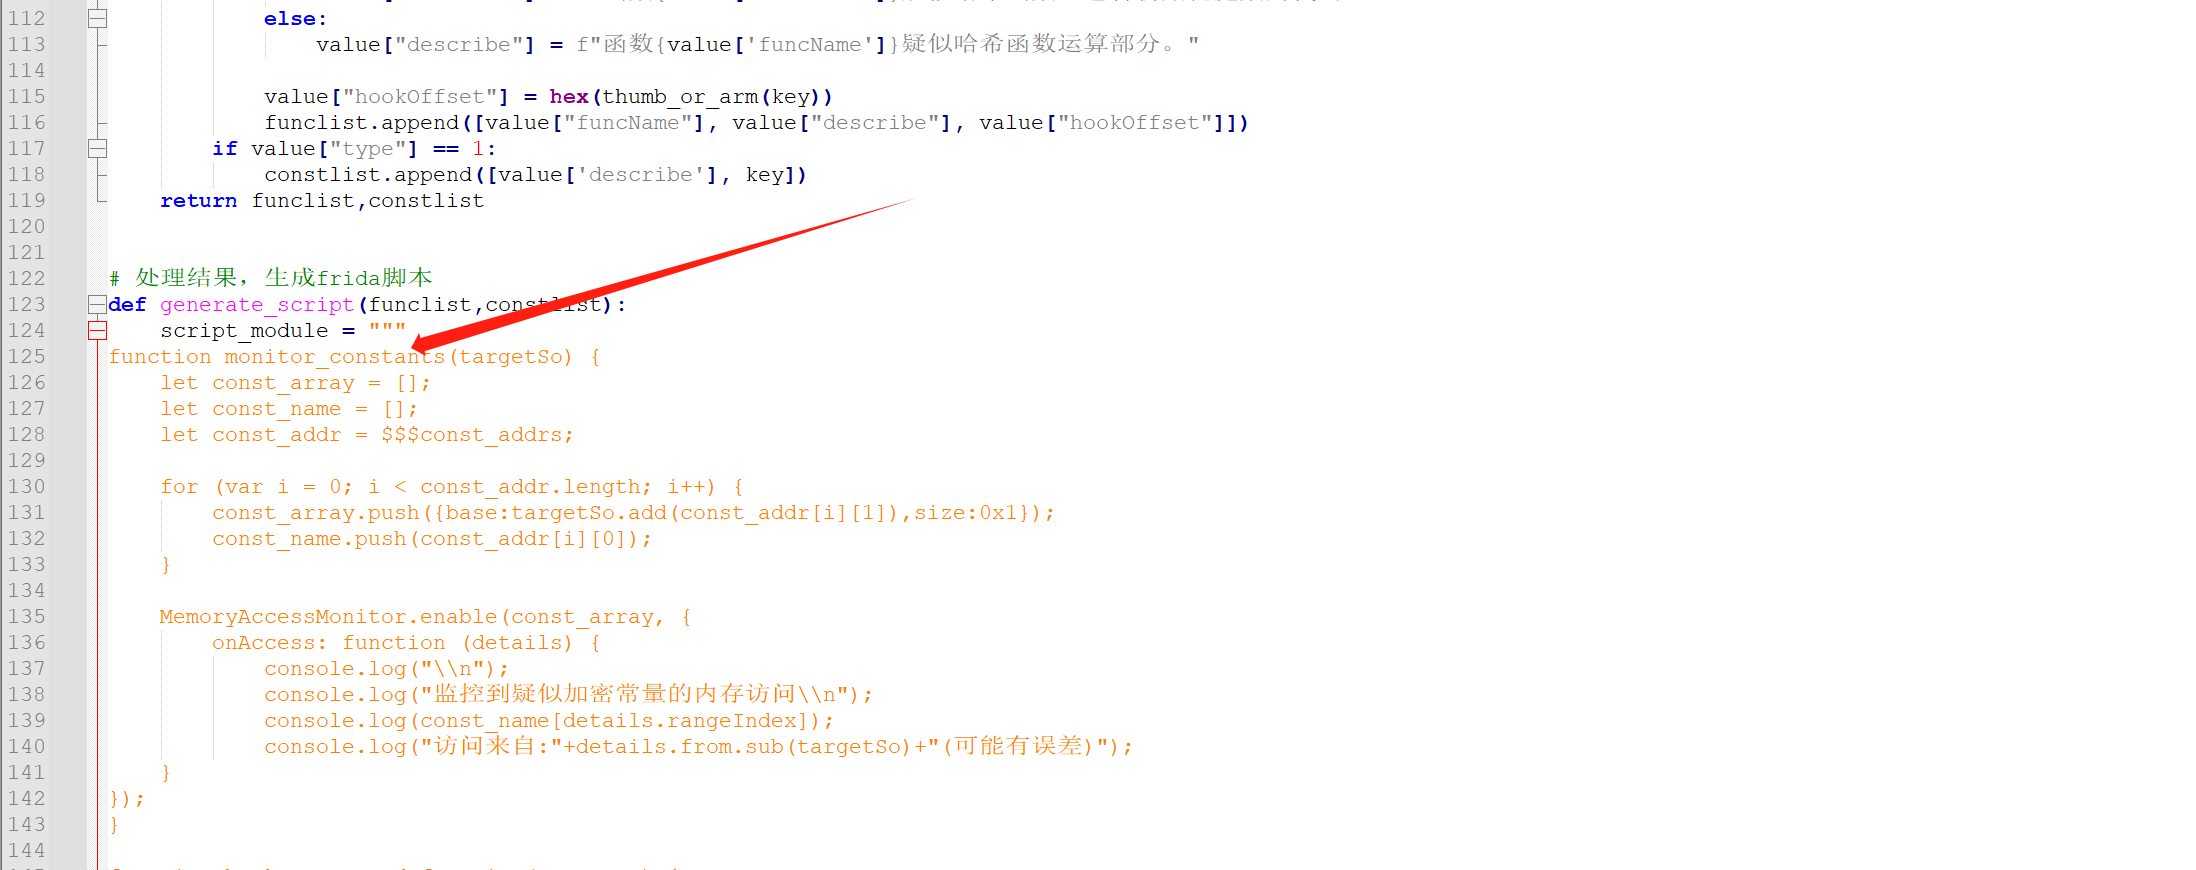 112 else:
113 value["describe"] = f"函数{value['funcName']}疑似哈希函数运算部分。"
114
115 value["hookOffset"] = hex(thumb_or_arm(key))
116 funclist.append([value["funcName"], value["describe"], value["hookOffset"]])
117 if value["type"] == 1:
118 constlist.append([value['describe'], key])
119 return funclist,constlist
120
121
122 # 处理结果，生成frida脚本
123 def generate_script(funclist,constlist):
124 script_module = """
125 function monitor_constants(targetSo) {
126 let const_array = [];
127 let const_name = [];
128 let const_addr = $$$const_addrs;
129
130 for (var i = 0; i < const_addr.length; i++) {
131 const_array.push({base:targetSo.add(const_addr[i][1]),size:0x1});
132 const_name.push(const_addr[i][0]);
133 }
134
135 MemoryAccessMonitor.enable(const_array, {
136 onAccess: function (details) {
137 console.log("\\n");
138 console.log("监控到疑似加密常量的内存访问\\n");
139 console.log(const_name[details.rangeIndex]);
140 console.log("访问来自:"+details.from.sub(targetSo)+"(可能有误差)");
141 }
142 });
143 }
144